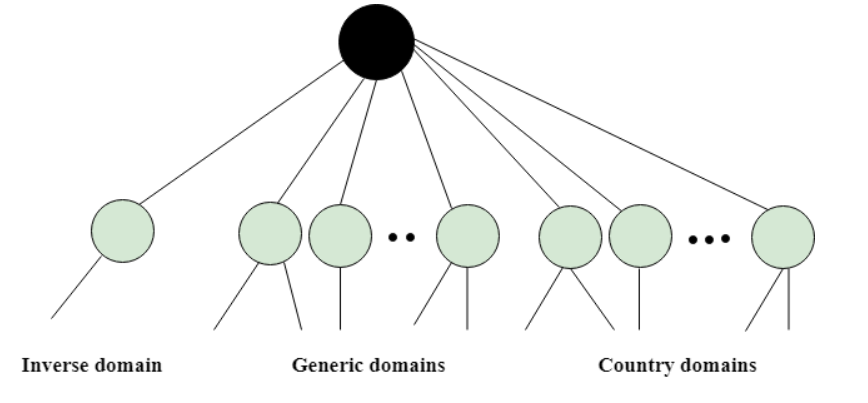 Inverse domain
Generic domains
Country domains